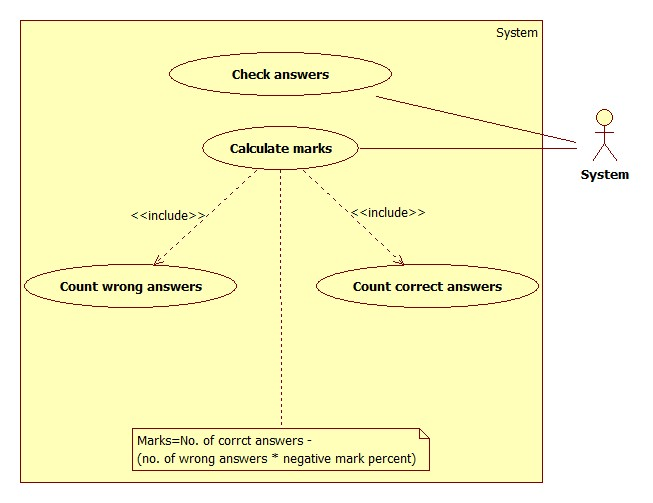 System
Check answers
Calculate marks
System
<<include>>
<<include>>
Count wrong answers
Count correct answers
Marks=No. of corrct answers -
(no. of wrong answers * negative mark percent)